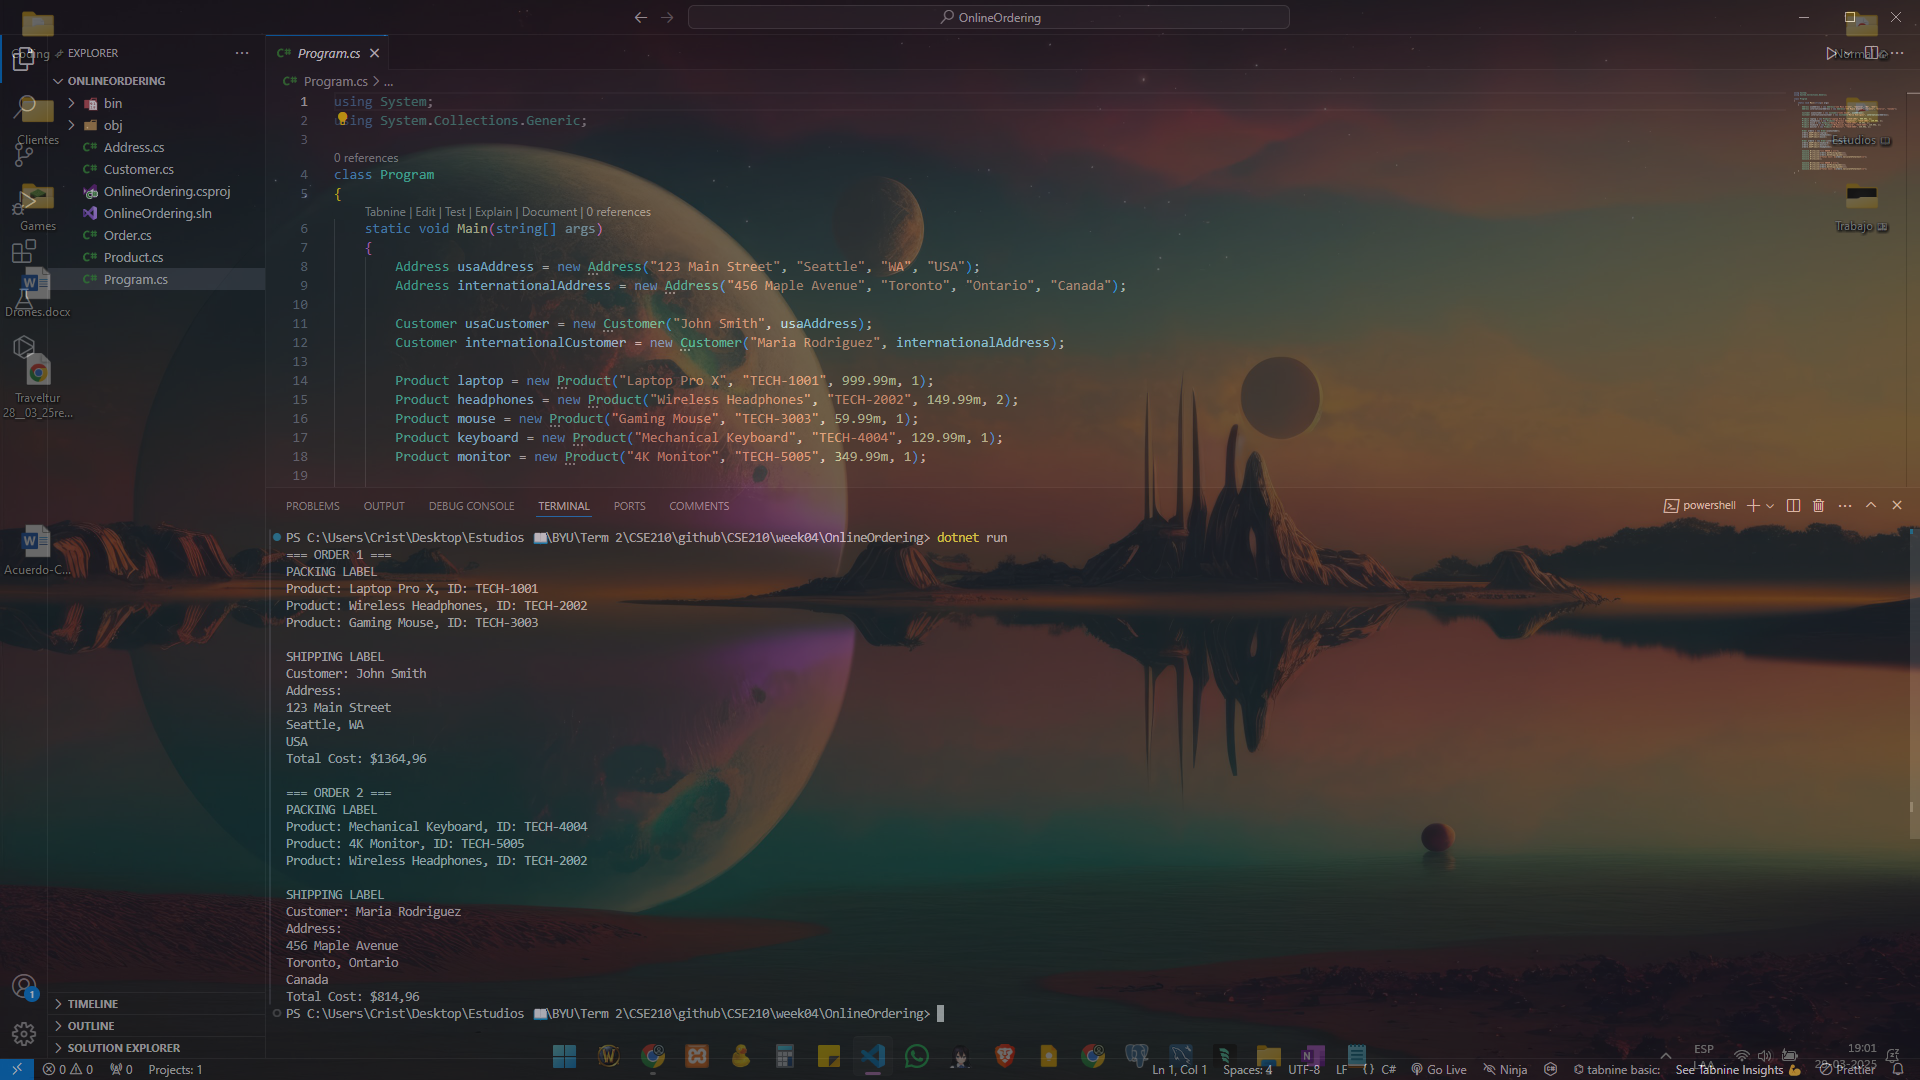 OnlineOrdering
EXPLORER
ONLINEORDERING
bin
obj
Address.cs
Customer.cs
OnlineOrdering.csproj
OnlineOrdering.sln
Order.cs
Product.cs
Program.cs
TIMELINE
OUTLINE
SOLUTION EXPLORER
Coding
Clientes
Games
Drones.docx
Traveltur
28__03_25re...
Acuerdo-C...
Normal
Estudios
Trabajo
C# Program.cs
C# Program.cs > ...
1 using System;
2 using System.Collections.Generic;
3
0 references
4 class Program
5 {
Tabnine | Edit | Test | Explain | Document | 0 references
6 static void Main(string[] args)
7 {
8 Address usaAddress = new Address("123 Main Street", "Seattle", "WA", "USA");
9 Address internationalAddress = new Address("456 Maple Avenue", "Toronto", "Ontario", "Canada");
10
11 Customer usaCustomer = new Customer("John Smith", usaAddress);
12 Customer internationalCustomer = new Customer("Maria Rodriguez", internationalAddress);
13
14 Product laptop = new Product("Laptop Pro X", "TECH-1001", 999.99m, 1);
15 Product headphones = new Product("Wireless Headphones", "TECH-2002", 149.99m, 2);
16 Product mouse = new Product("Gaming Mouse", "TECH-3003", 59.99m, 1);
17 Product keyboard = new Product("Mechanical Keyboard", "TECH-4004", 129.99m, 1);
18 Product monitor = new Product("4K Monitor", "TECH-5005", 349.99m, 1);
19
PROBLEMS OUTPUT DEBUG CONSOLE TERMINAL PORTS COMMENTS
powershell
PS C:\Users\Crist\Desktop\Estudios 📖\BYU\Term 2\CSE210\github\CSE210\week04\OnlineOrdering> dotnet run
=== ORDER 1 ===
PACKING LABEL
Product: Laptop Pro X, ID: TECH-1001
Product: Wireless Headphones, ID: TECH-2002
Product: Gaming Mouse, ID: TECH-3003
SHIPPING LABEL
Customer: John Smith
Address:
123 Main Street
Seattle, WA
USA
Total Cost: $1364,96
=== ORDER 2 ===
PACKING LABEL
Product: Mechanical Keyboard, ID: TECH-4004
Product: 4K Monitor, ID: TECH-5005
Product: Wireless Headphones, ID: TECH-2002
SHIPPING LABEL
Customer: Maria Rodriguez
Address:
456 Maple Avenue
Toronto, Ontario
Canada
Total Cost: $814,96
PS C:\Users\Crist\Desktop\Estudios 📖\BYU\Term 2\CSE210\github\CSE210\week04\OnlineOrdering>
ESP
LAA
19:01
29-03-2025
0 0 0 Projects: 1
Ln 1, Col 1 Spaces: 4 UTF-8 LF {} C# Go Live Ninja tabnine basic: See Tabnine Insights Prettier